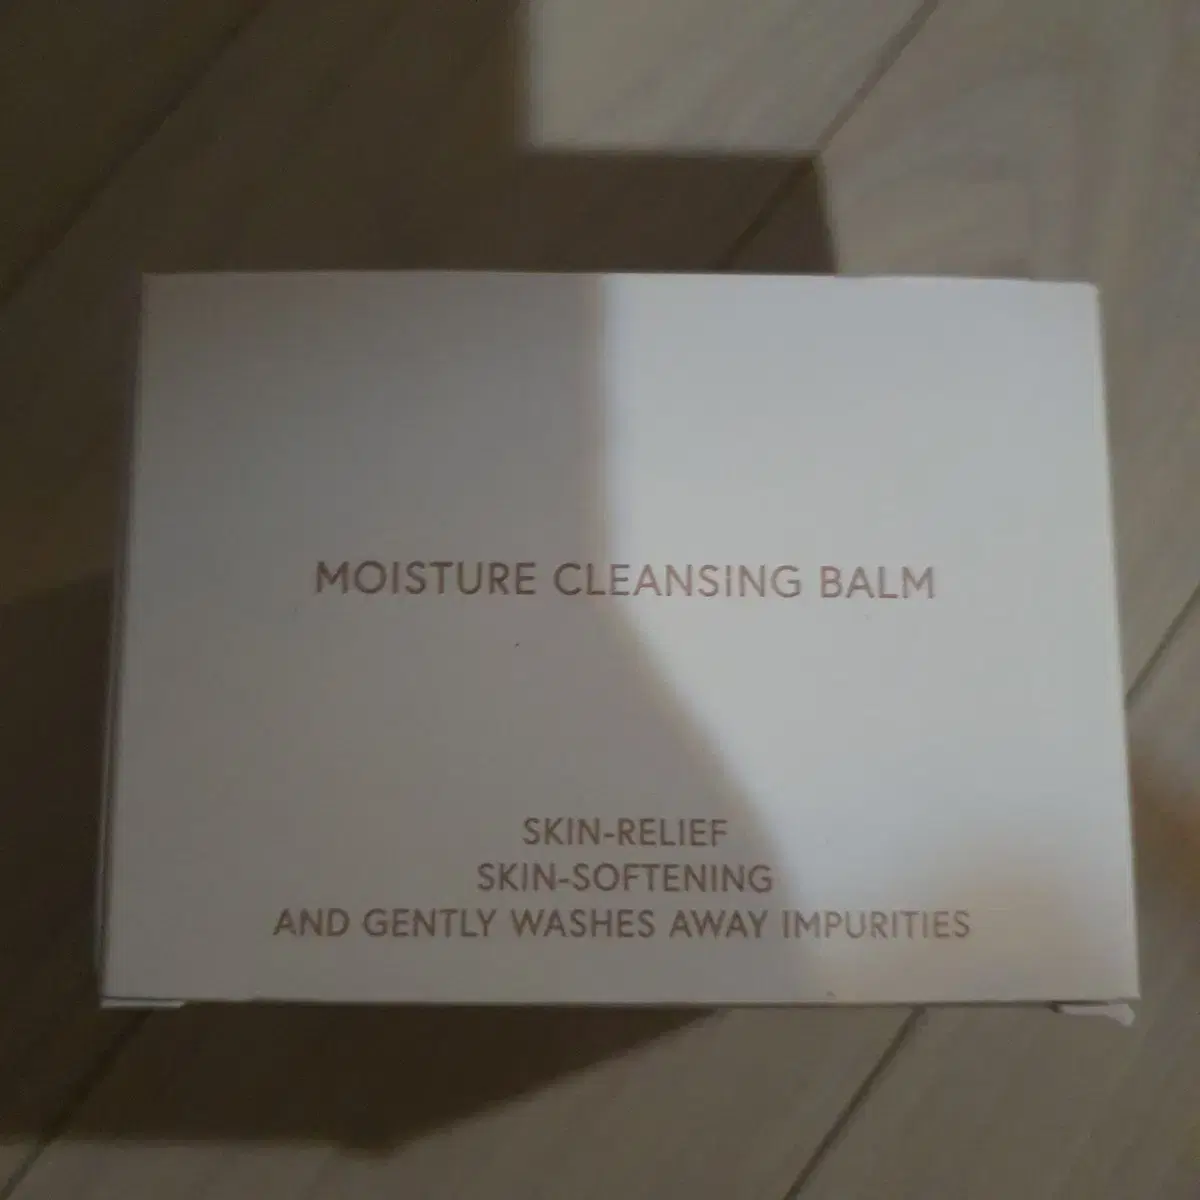 MOISTURE CLEANSING BALM
SKIN-RELIEF
SKIN-SOFTENING
AND GENTLY WASHES AWAY IMPURITIES